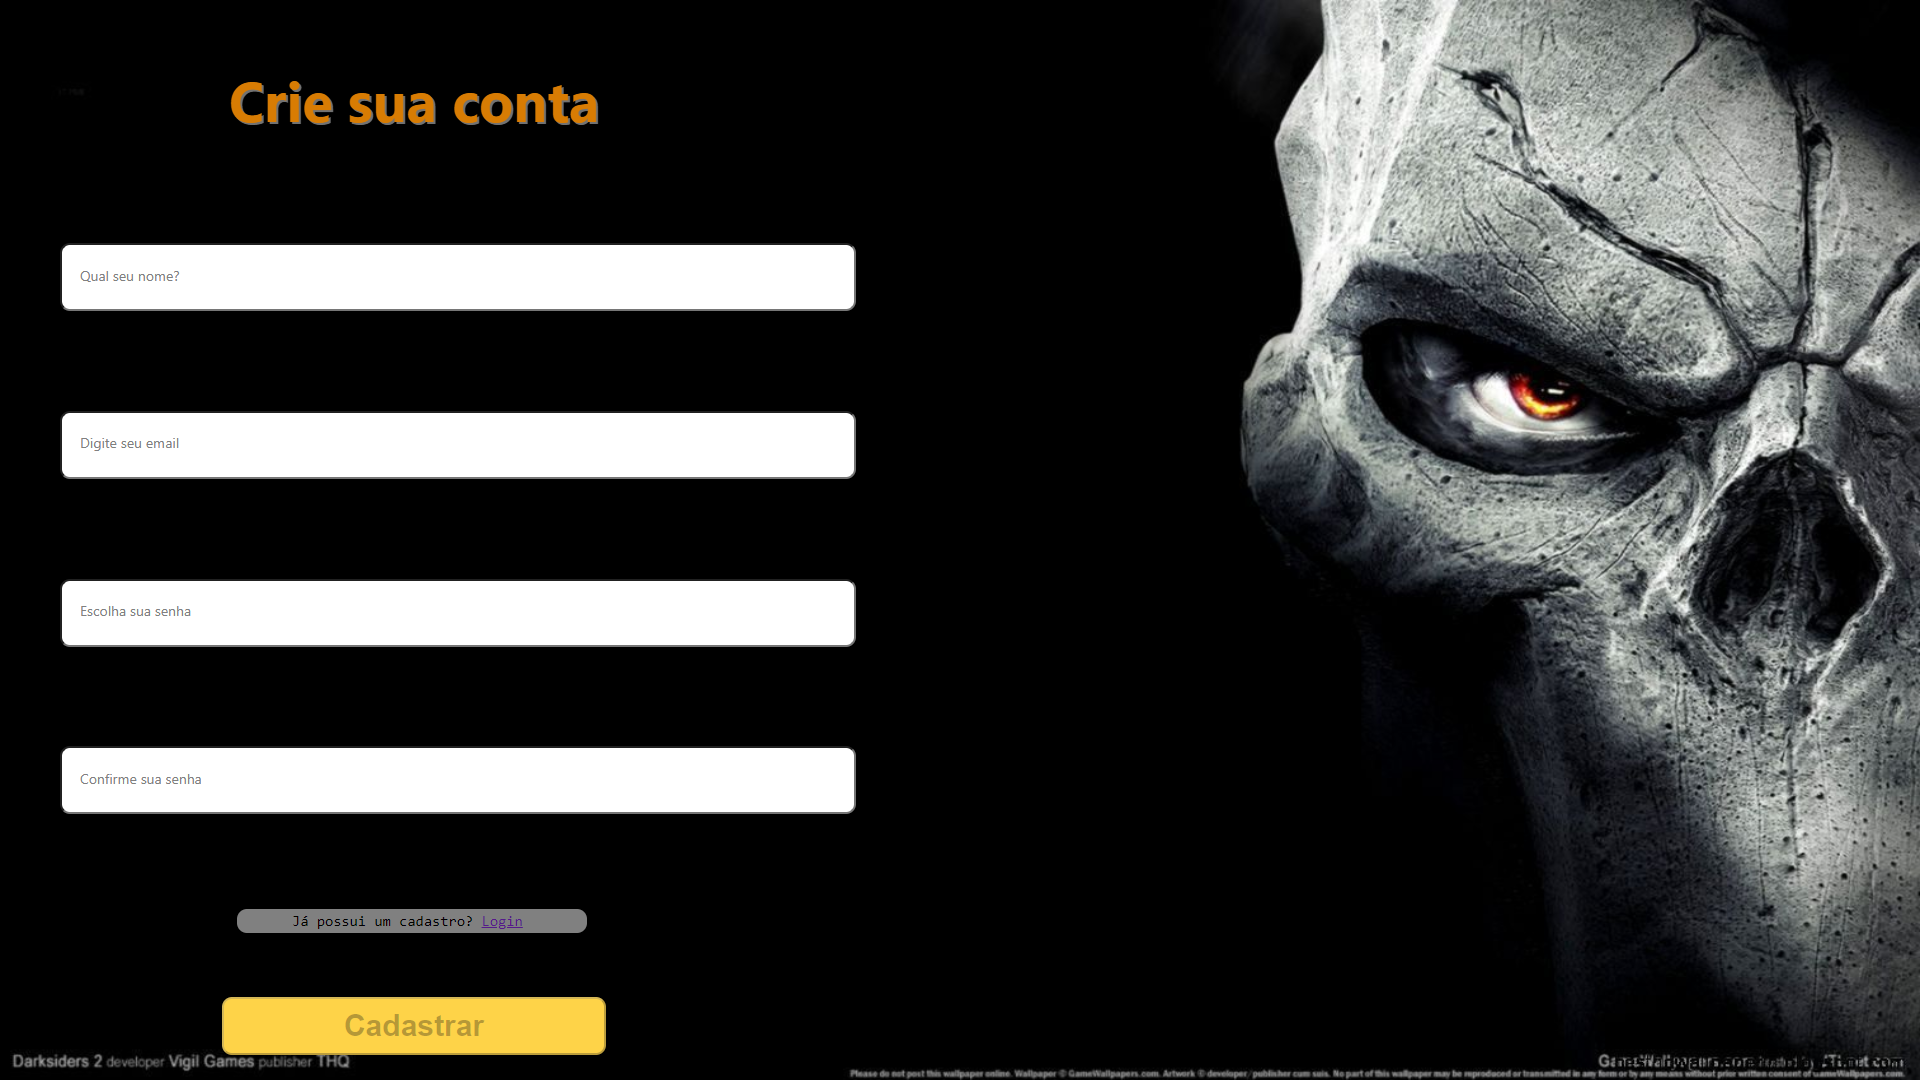 Crie sua conta
Qual seu nome?
Digite seu email
Escolha sua senha
Confirme sua senha
Já possui um cadastro? Login
Cadastrar
Darksiders 2 developer Vigil Games publisher THQ
Please do not post this wallpaper online. Wallpaper © GameWallpapers.com. Artwork © developer/publisher cum suis. No part of this wallpaper may be reproduced or transmitted in any form or by any means without prior written consent of GameWallpapers.com.